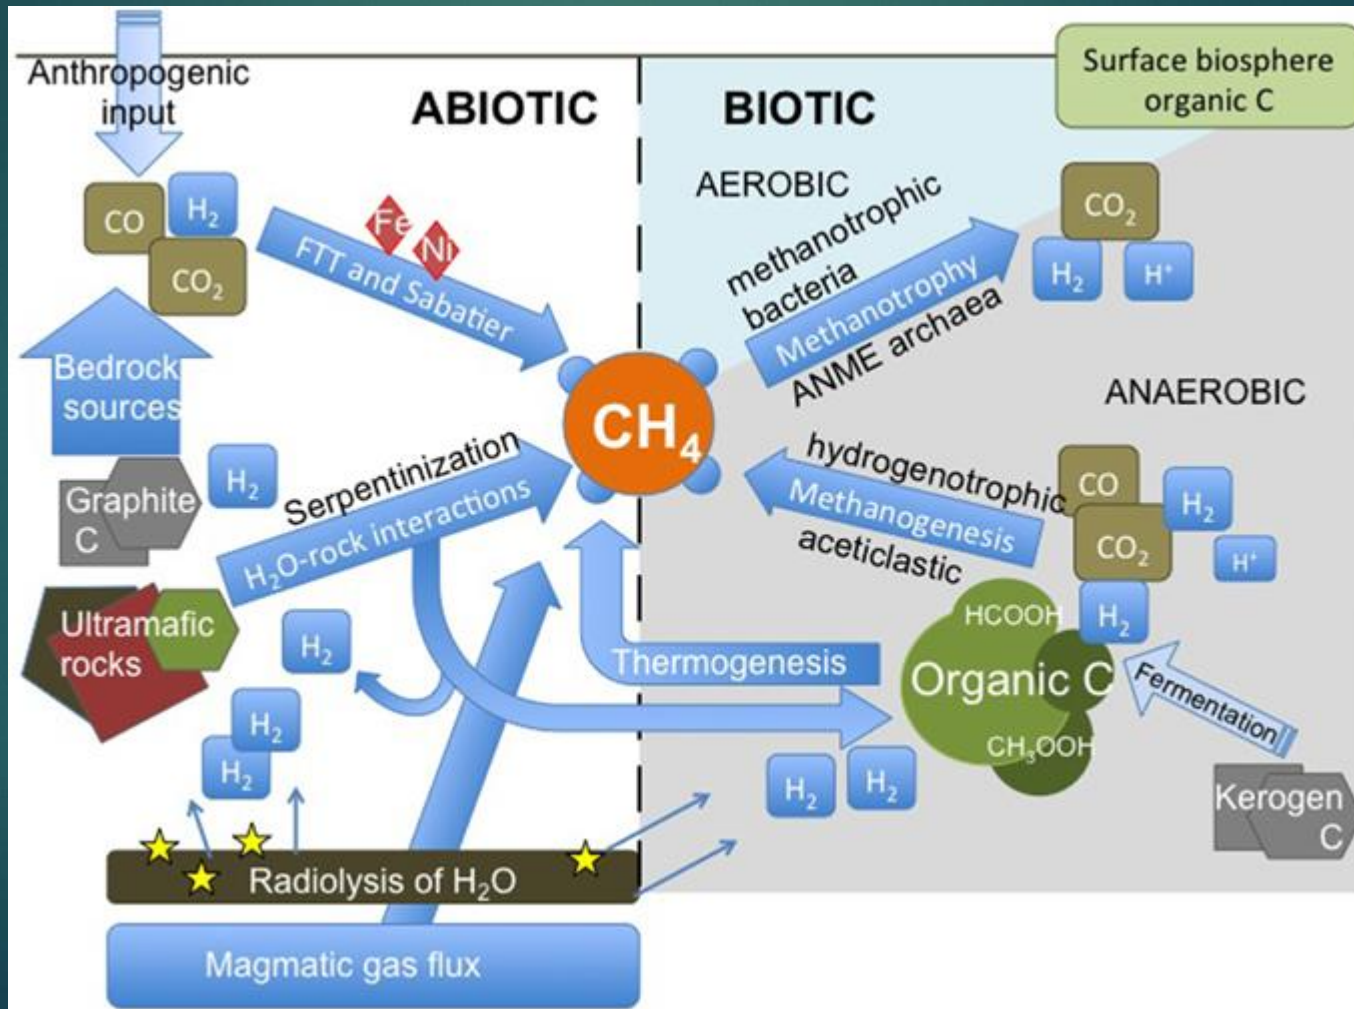 Anthropogenic
input
ABIOTIC
BIOTIC
Surface biosphere
organic C
AEROBIC
CO
H₂
CO₂
Fe
Ni
FTT and Sabatier
methanotrophic
bacteria
Methanotrophy
ANME archaea
CO₂
H₂
H⁺
ANAEROBIC
Bedrock
sources
CH₄
Graphite
C
H₂
Serpentinization
H₂O-rock interactions
hydrogenotrophic
Methanogenesis
aceticlastic
CO
CO₂
H₂
H⁺
H₂
Ultramafic
rocks
H₂
Thermogenesis
HCOOH
Organic C
CH₃OOH
Fermentation
H₂
H₂
H₂
H₂
Kerogen
C
Radiolysis of H₂O
Magmatic gas flux